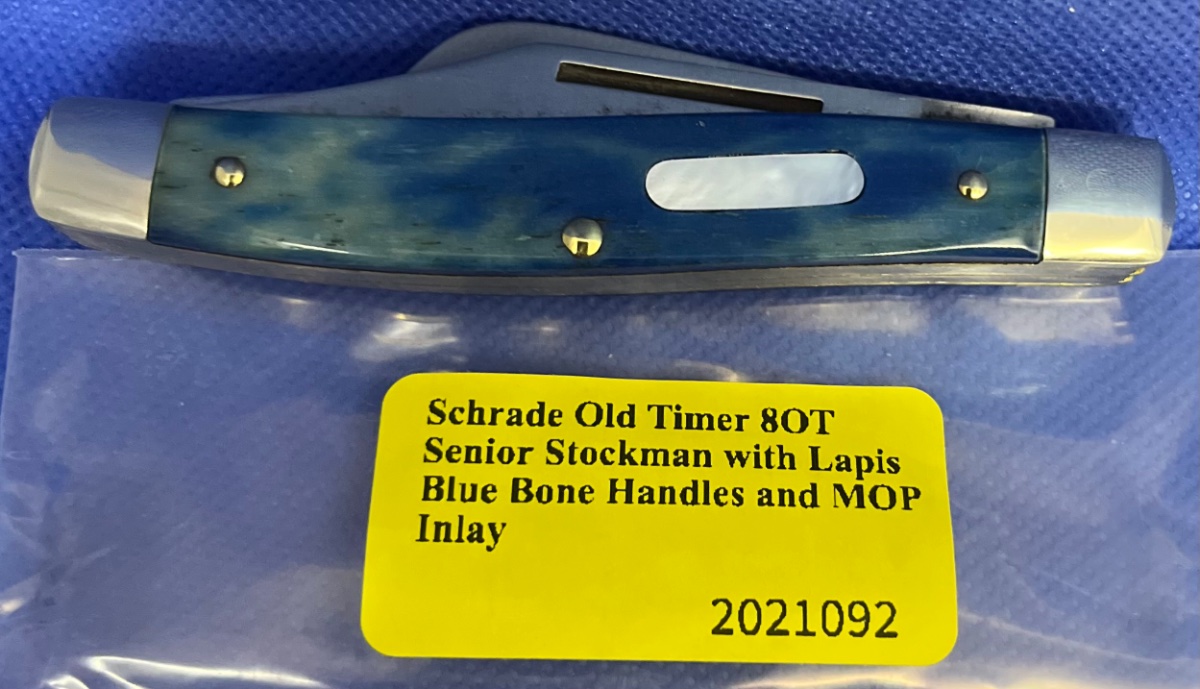 Schrade Old Timer 8OT
Senior Stockman with Lapis
Blue Bone Handles and MOP
Inlay
2021092